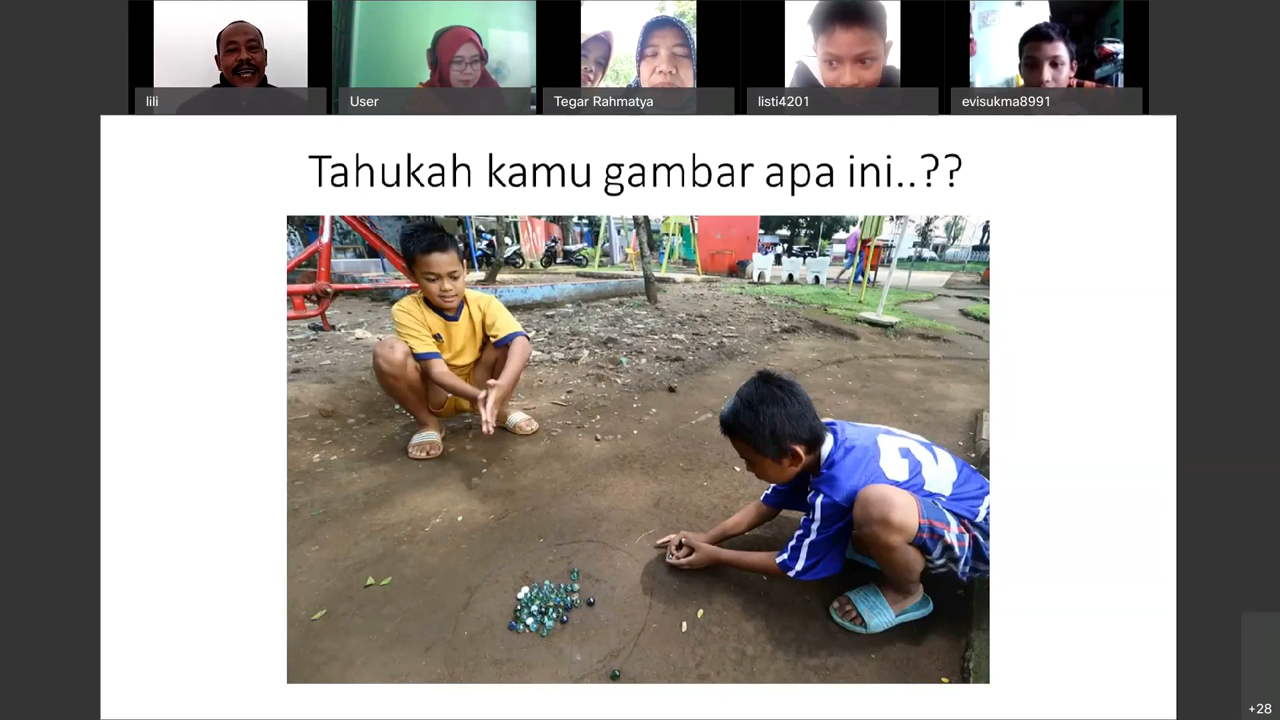 lili
User
Tegar Rahmatya
listi4201
evisukma8991
Tahukah kamu gambar apa ini..??
2
+28